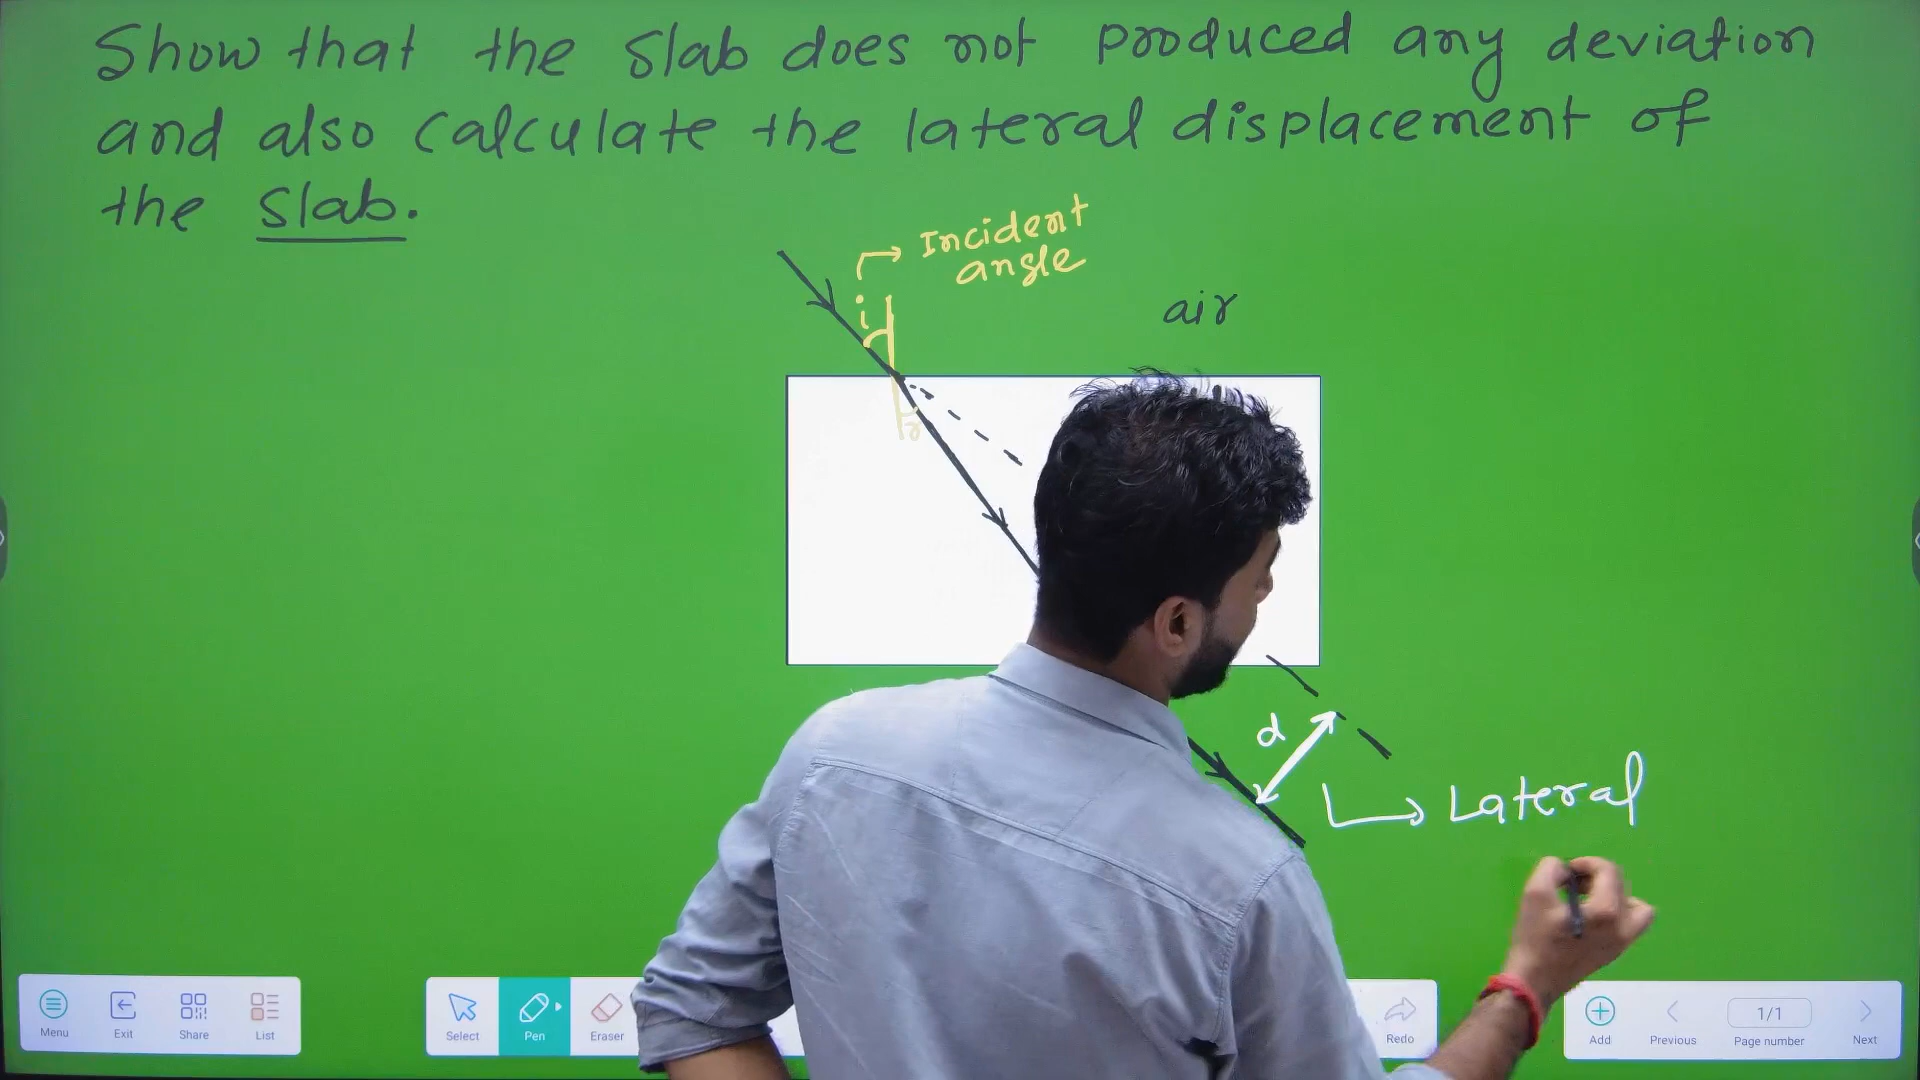 Show that the slab does not produced any deviation
and also calculate the lateral displacement of
the slab.
Incident
angle
i
air
r
d
Lateral
Menu
Exit
Share
List
Select
Pen
Eraser
Redo
Add
Previous
1/1
Page number
Next